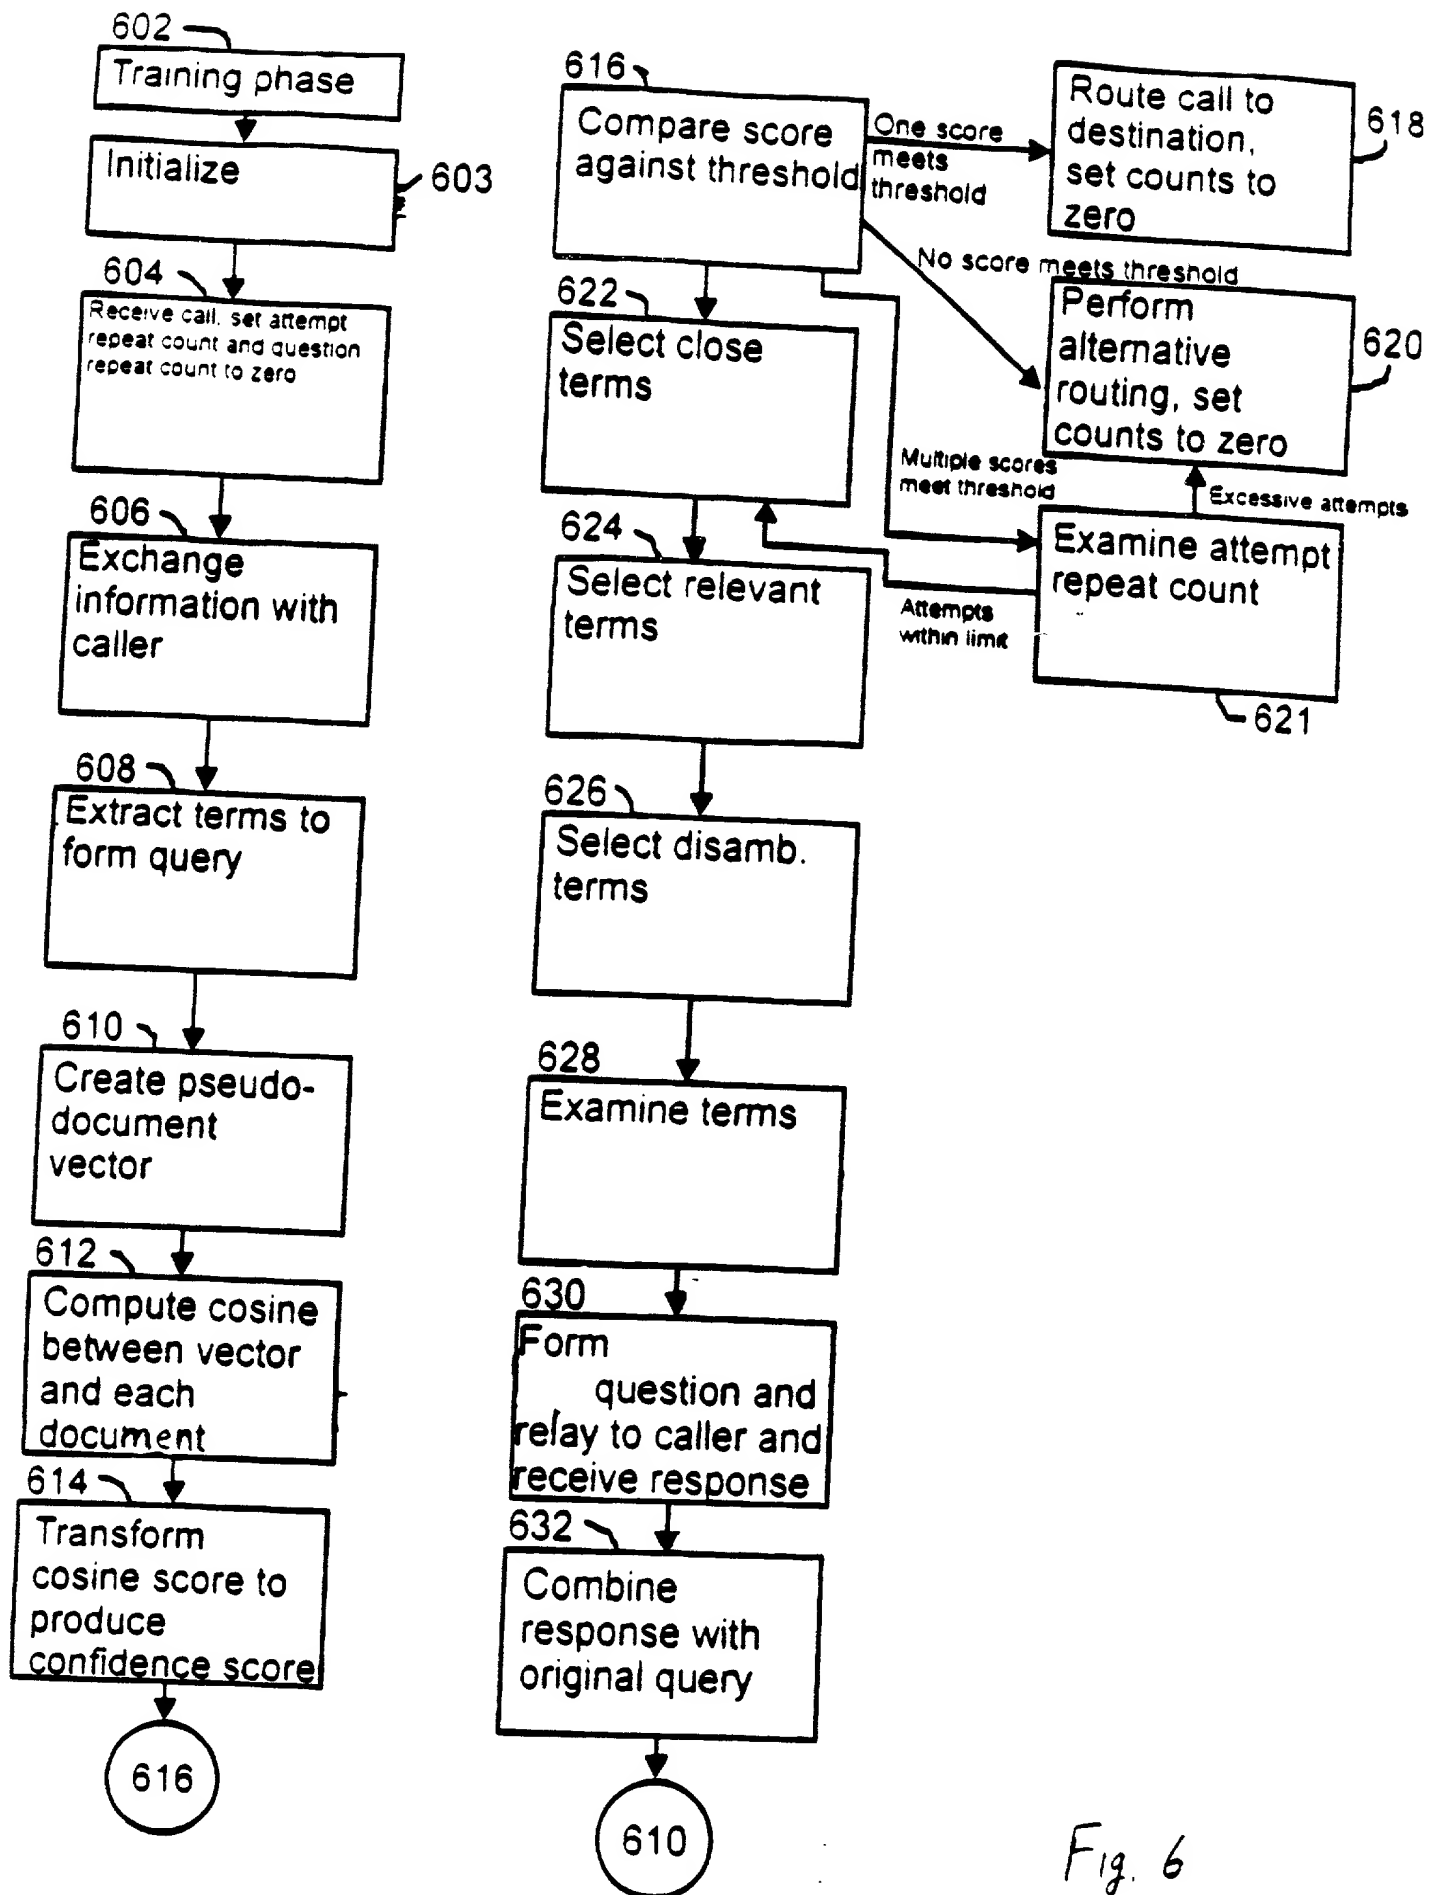 602
Training phase
Initialize
603
604
Receive call, set attempt
repeat count and question
repeat count to zero
606
Exchange
information with
caller
608
Extract terms to
form query
610
Create pseudo-
document
vector
612
Compute cosine
between vector
and each
document
614
Transform
cosine score to
produce
confidence score
616
616
Compare score
against threshold
One score
meets
threshold
Route call to
destination,
set counts to
zero
618
No score meets threshold
Perform
alternative
routing, set
counts to zero
620
Multiple scores
meet threshold
Excessive attempts
Examine attempt
repeat count
621
Attempts
within limit
622
Select close
terms
624
Select relevant
terms
626
Select disamb.
terms
628
Examine terms
630
Form
question and
relay to caller and
receive response
632
Combine
response with
original query
610
Fig. 6